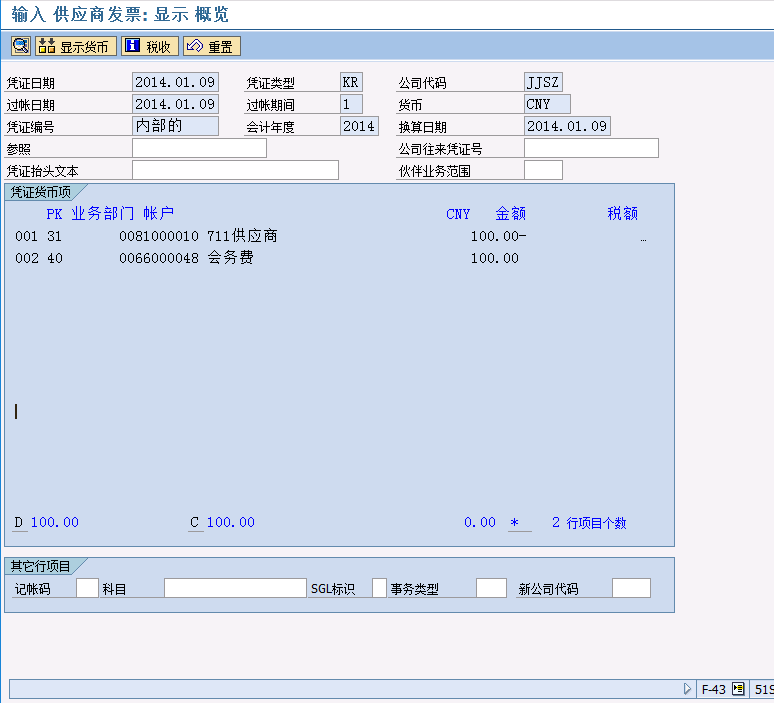 输入 供应商发票: 显示 概览
显示货币 税收 重置
凭证日期 2014.01.09 凭证类型 KR 公司代码 JJSZ
过帐日期 2014.01.09 过帐期间 1 货币 CNY
凭证编号 内部的 会计年度 2014 换算日期 2014.01.09
参照 公司往来凭证号
凭证抬头文本 伙伴业务范围
凭证货币项
PK 业务部门 帐户 CNY 金额 税额
001 31 0081000010 711供应商 100.00- …
002 40 0066000048 会务费 100.00
D 100.00 C 100.00 0.00 * 2 行项目个数
其它行项目
记帐码 科目 SGL标识 事务类型 新公司代码
F-43 51S